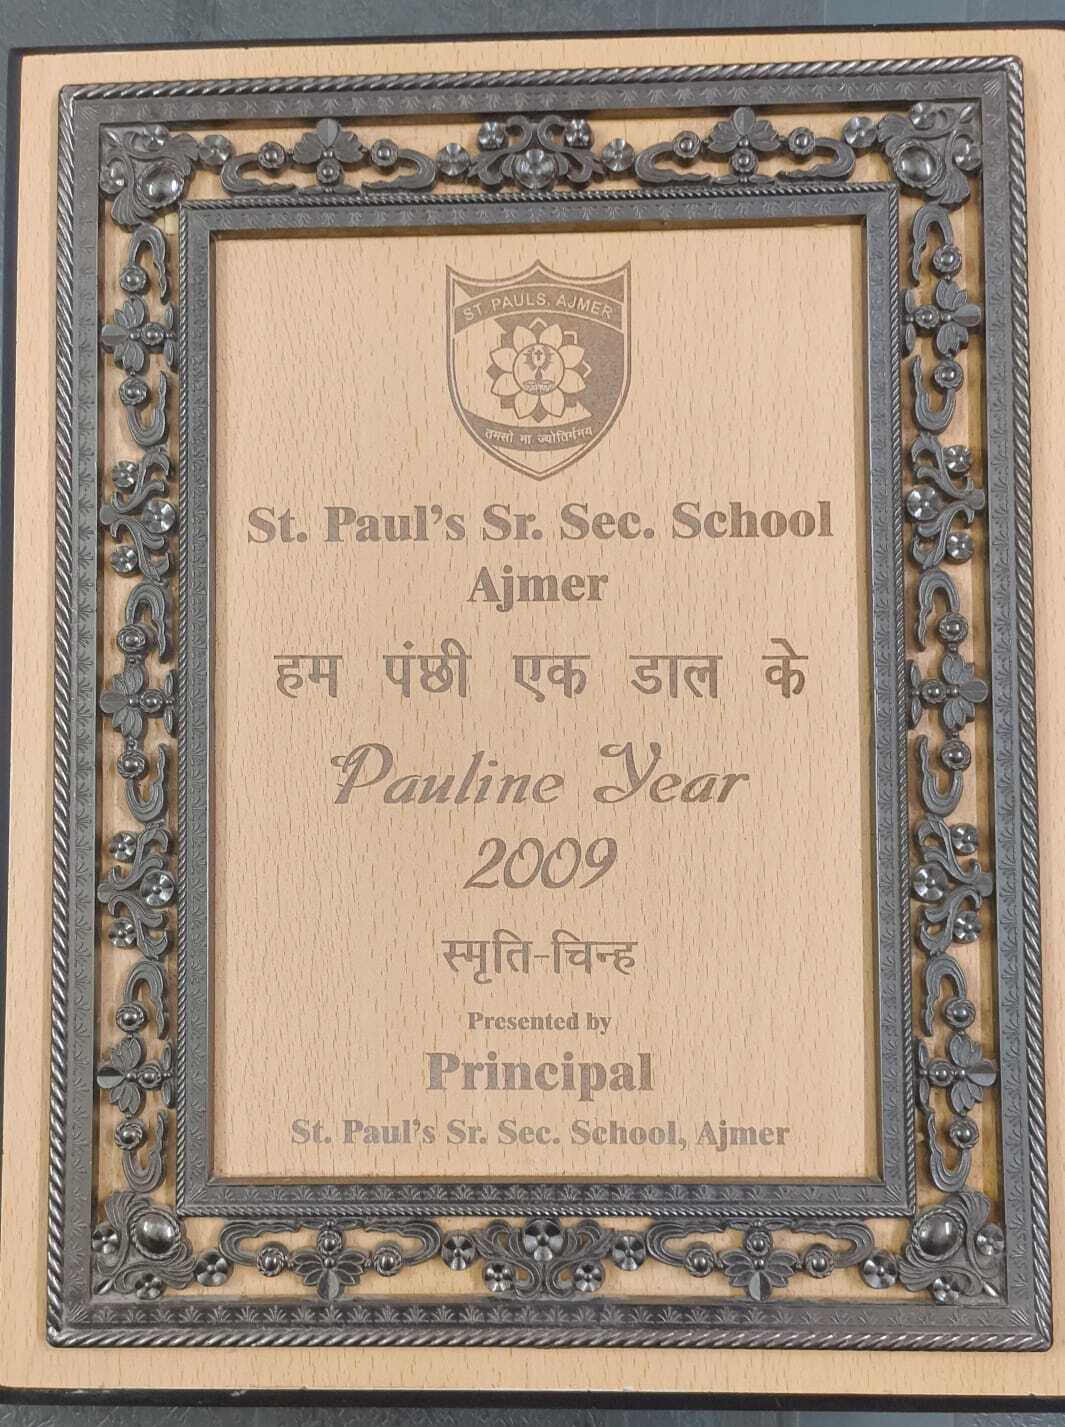 ST. PAULS, AJMER
तमसो मा ज्योतिर्गमय
St. Paul's Sr. Sec. School
Ajmer
हम पंछी एक डाल के
Pauline Year
2009
स्मृति-चिन्ह
Presented by
Principal
St. Paul's Sr. Sec. School, Ajmer